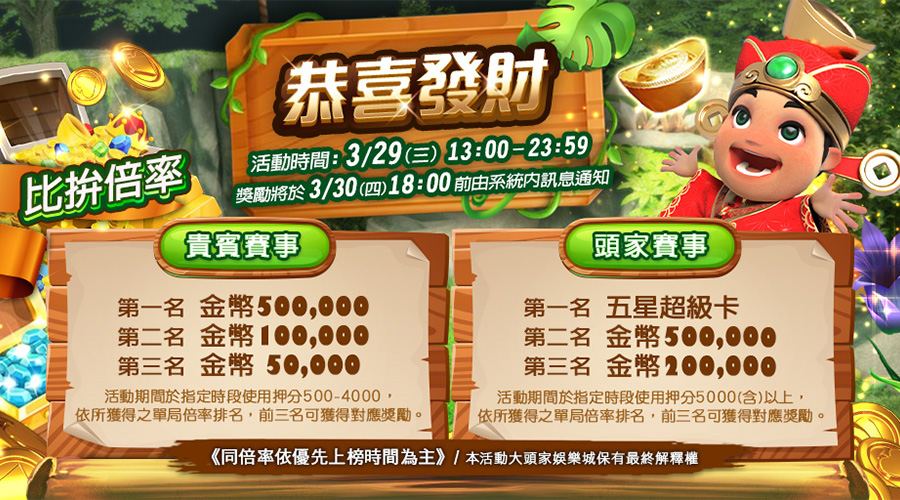 恭喜發財
活動時間:3/29(三) 13:00-23:59
獎勵將於 3/30(四)18:00 前由系統內訊息通知
比拚倍率
貴賓賽事
第一名 金幣500,000
第二名 金幣100,000
第三名 金幣 50,000
活動期間於指定時段使用押分500-4000,
依所獲得之單局倍率排名,前三名可獲得對應獎勵。
頭家賽事
第一名 五星超級卡
第二名 金幣500,000
第三名 金幣200,000
活動期間於指定時段使用押分5000(含)以上,
依所獲得之單局倍率排名,前三名可獲得對應獎勵。
《同倍率依優先上榜時間為主》/ 本活動大頭家娛樂城保有最終解釋權